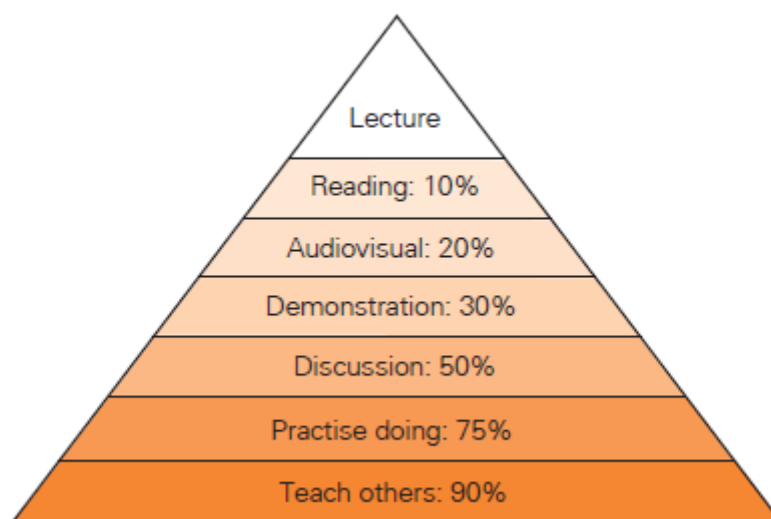 Lecture
Reading: 10%
Audiovisual: 20%
Demonstration: 30%
Discussion: 50%
Practise doing: 75%
Teach others: 90%